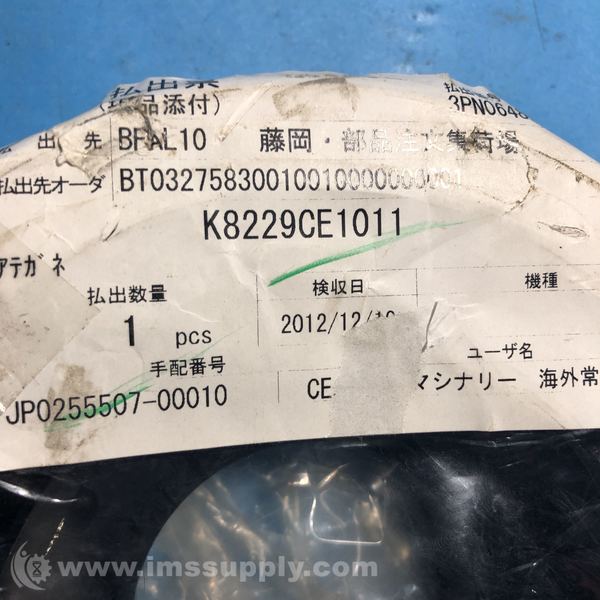 払出票
(現品添付)
3PN0648
払出先 BFAL10 藤岡・部品注文集荷場
払出先オーダ BT03275830010010000000001
K8229CE1011
アテガネ
払出数量 検収日 機種
1 pcs 2012/12/
手配番号 ユーザ名
JP0255507-00010 CE マシナリー 海外常
www.imssupply.com